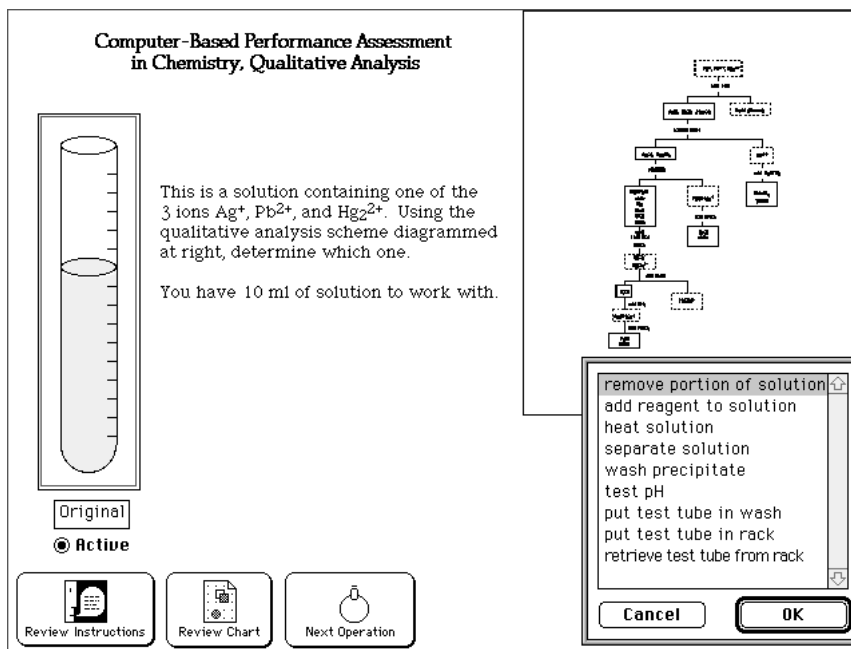 Computer-Based Performance Assessment
in Chemistry, Qualitative Analysis
This is a solution containing one of the
3 ions Ag⁺, Pb²⁺, and Hg₂²⁺. Using the
qualitative analysis scheme diagrammed
at right, determine which one.
You have 10 ml of solution to work with.
Original
Active
Review Instructions
Review Chart
Next Operation
remove portion of solution
add reagent to solution
heat solution
separate solution
wash precipitate
test pH
put test tube in wash
put test tube in rack
retrieve test tube from rack
Cancel
OK